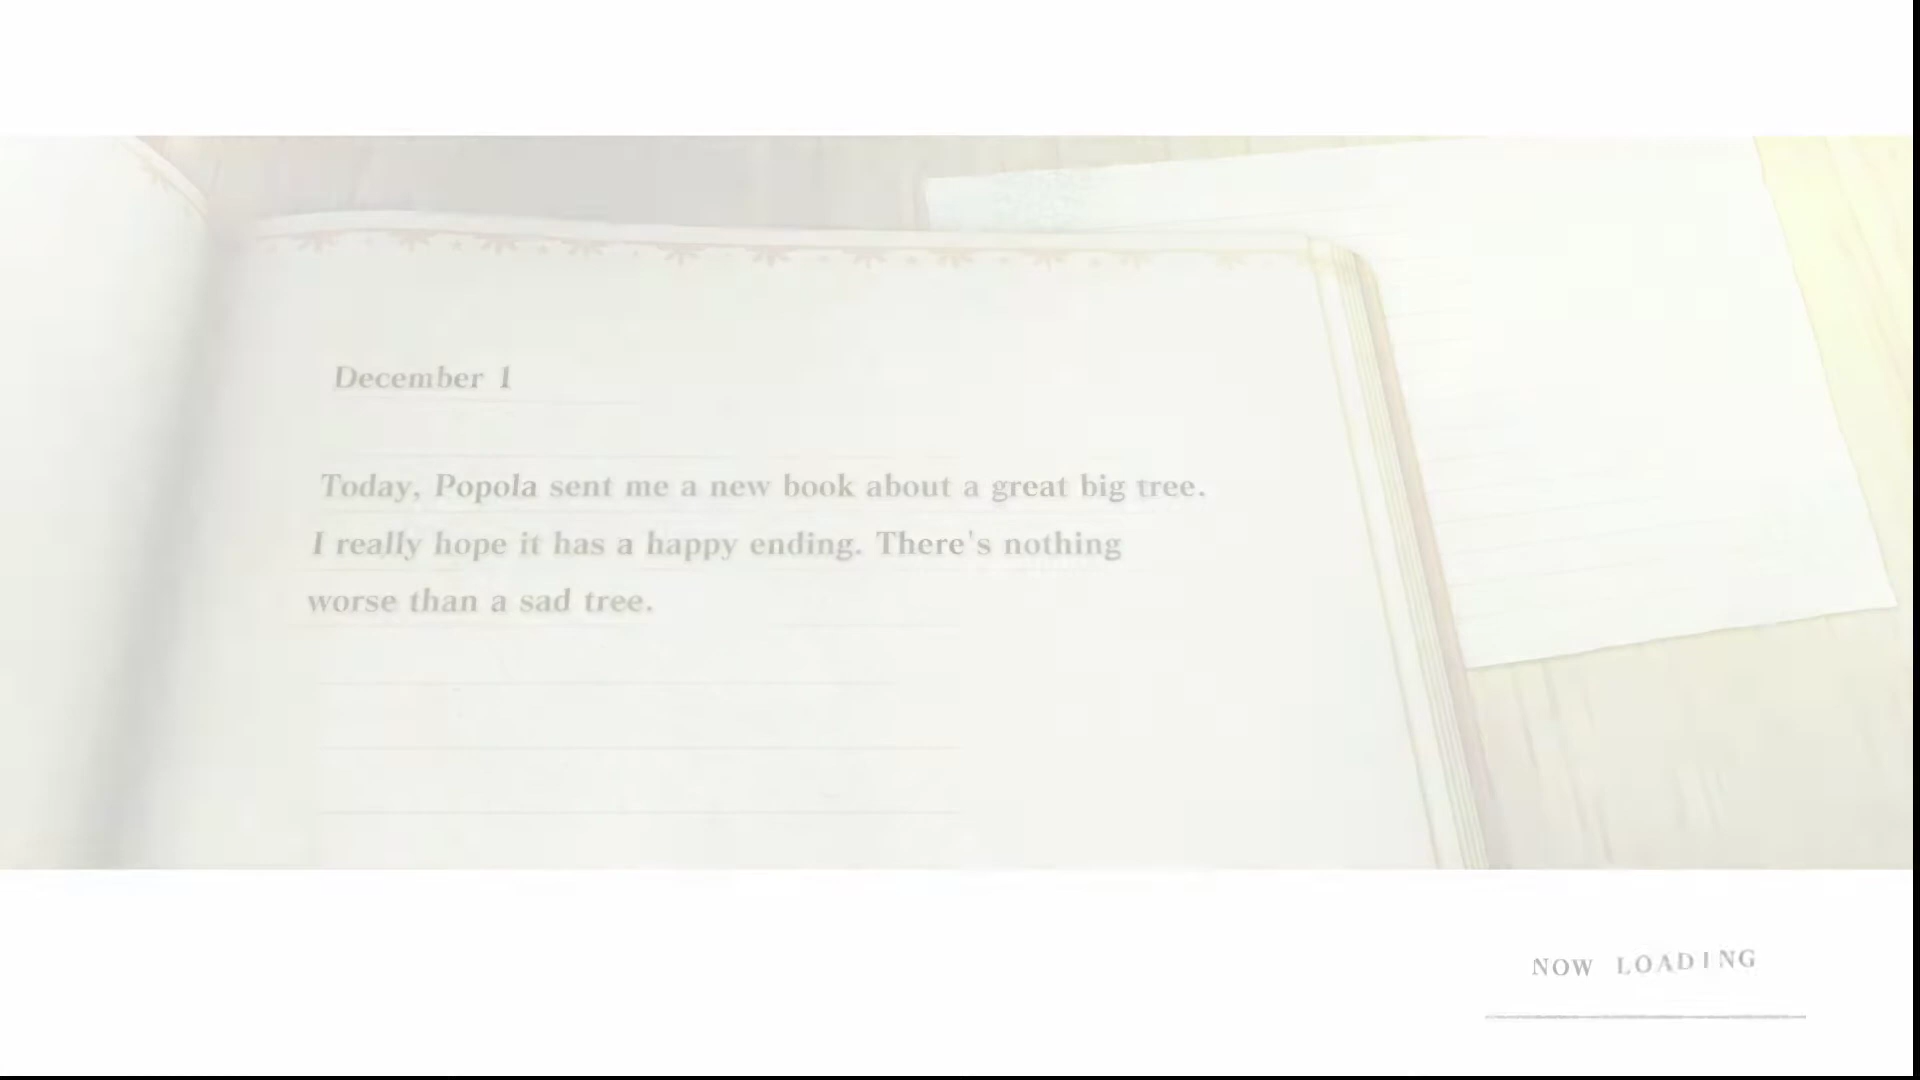 December 1
Today, Popola sent me a new book about a great big tree.
I really hope it has a happy ending. There's nothing
worse than a sad tree.
NOW LOADING